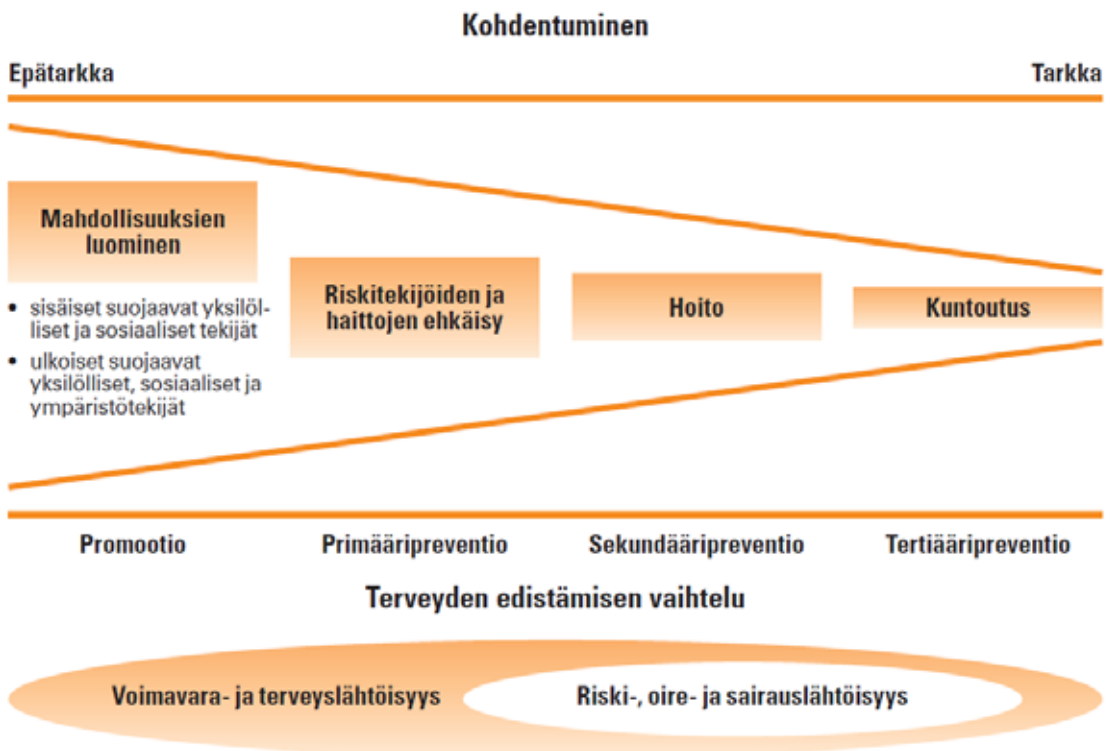 Kohdentuminen
Epätarkka
Tarkka
Mahdollisuuksien
luominen
• sisäiset suojaavat yksilöl-
lliset ja sosiaaliset tekijät
• ulkoiset suojaavat
yksilölliset, sosiaaliset ja
ympäristötekijät
Riskitekijöiden ja
haittojen ehkäisy
Hoito
Kuntoutus
Promootio
Primääripreventio
Sekundääripreventio
Tertiääripreventio
Terveyden edistämisen vaihtelu
Voimavara- ja terveyslähtöisyys
Riski-, oire- ja sairauslähtöisyys